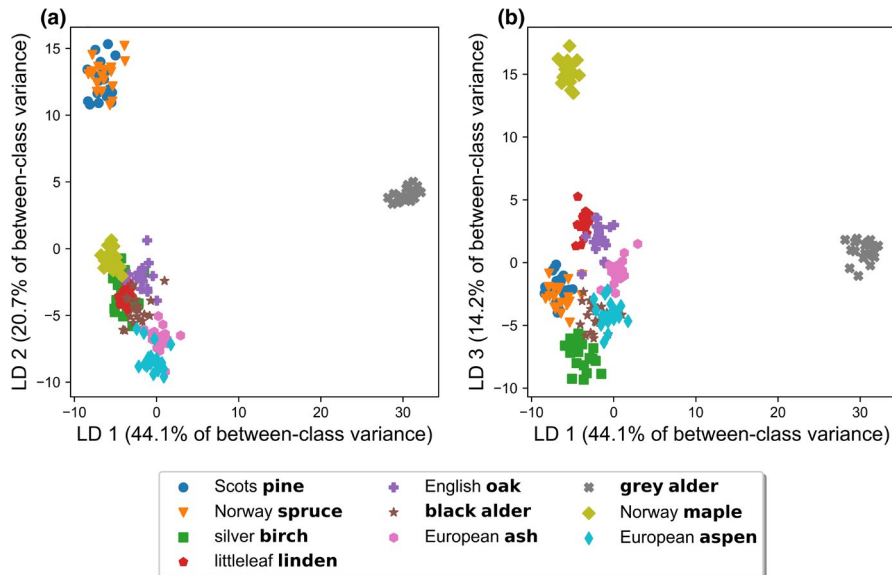 (a)
(b)
15
10
5
0
−5
−10
LD 2 (20.7% of between-class variance)
−10
0
10
20
30
LD 1 (44.1% of between-class variance)
15
10
5
0
−5
−10
LD 3 (14.2% of between-class variance)
−10
0
10
20
30
LD 1 (44.1% of between-class variance)
Scots pine
Norway spruce
silver birch
littleleaf linden
English oak
black alder
European ash
grey alder
Norway maple
European aspen